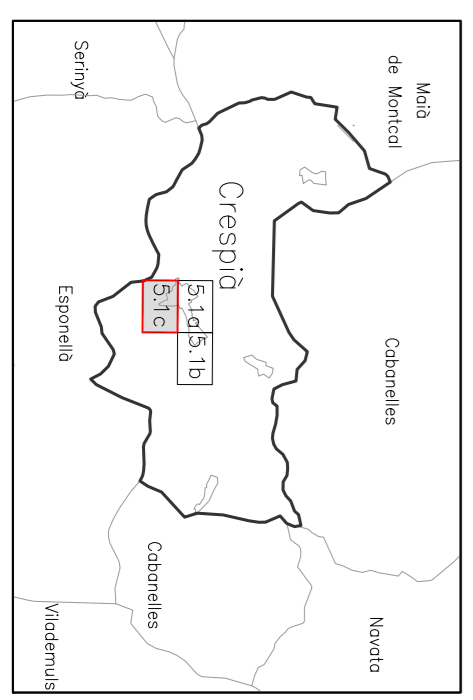 Serinyà
Maià
de Montcal
Crespià
Esponellà
5.1c
5.1a
5.1b
Cabanelles
Cabanelles
Vilademuls
Navata